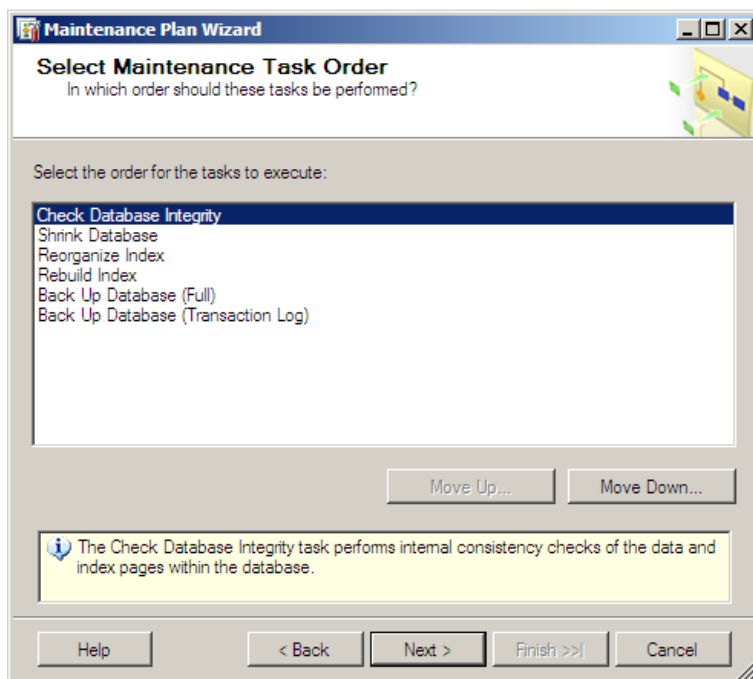 Maintenance Plan Wizard
Select Maintenance Task Order
In which order should these tasks be performed?
Select the order for the tasks to execute:
Check Database Integrity
Shrink Database
Reorganize Index
Rebuild Index
Back Up Database (Full)
Back Up Database (Transaction Log)
Move Up... Move Down...
The Check Database Integrity task performs internal consistency checks of the data and
index pages within the database.
Help < Back Next > Finish >>| Cancel